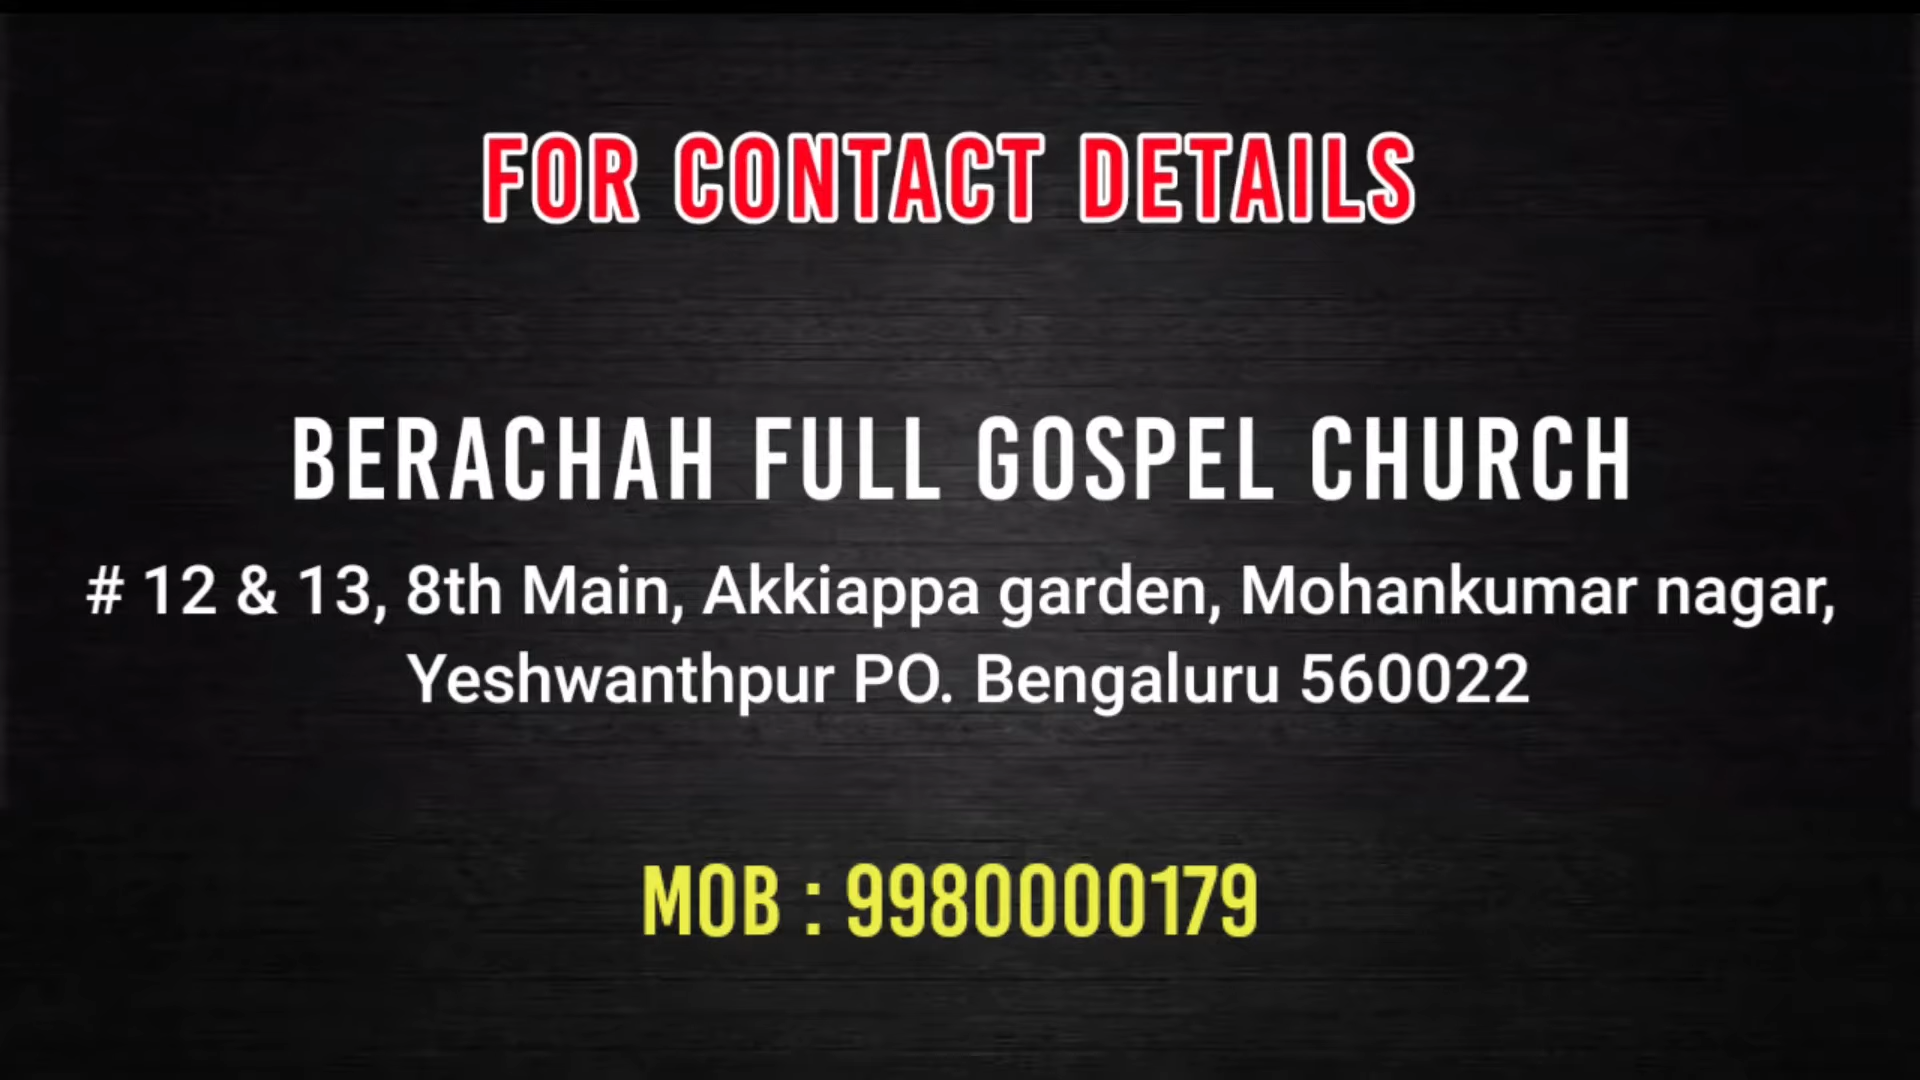 FOR CONTACT DETAILS
BERACHAH FULL GOSPEL CHURCH
# 12 & 13, 8th Main, Akkiappa garden, Mohankumar nagar,
Yeshwanthpur PO. Bengaluru 560022
MOB : 9980000179